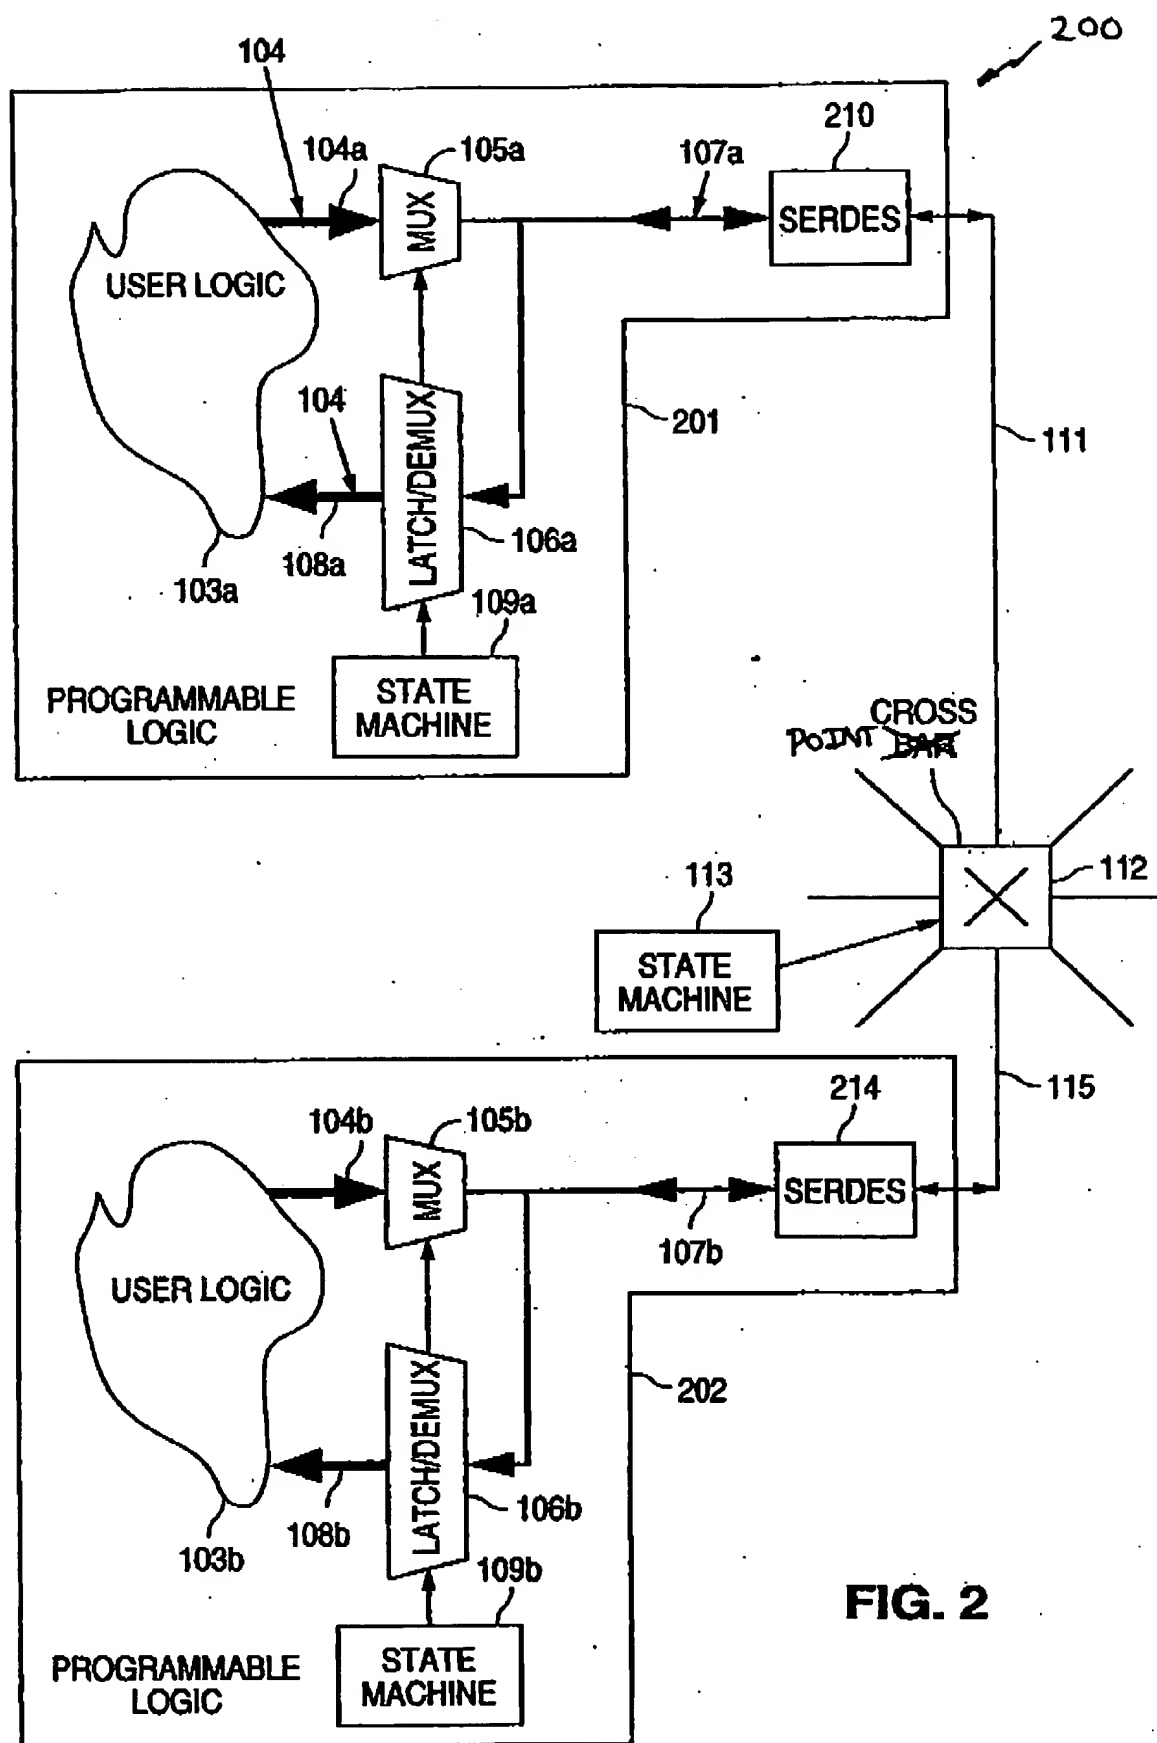 200
104
104a
105a
107a
210
MUX
SERDES
USER LOGIC
104
LATCH/DEMUX
201
111
108a
106a
103a
109a
STATE
MACHINE
PROGRAMMABLE
LOGIC
CROSS
POINT BAR
113
112
STATE
MACHINE
115
104b
105b
214
MUX
SERDES
107b
USER LOGIC
LATCH/DEMUX
202
108b
106b
103b
109b
FIG. 2
STATE
MACHINE
PROGRAMMABLE
LOGIC